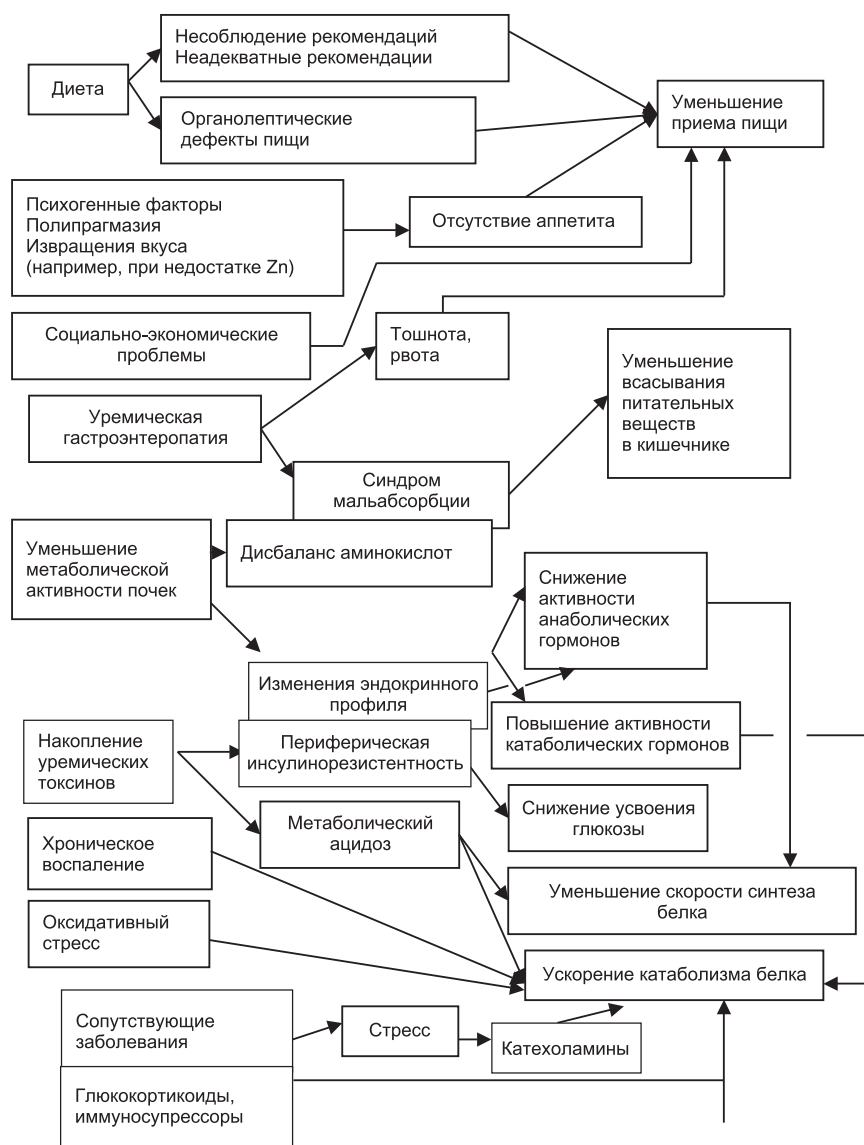 Несоблюдение рекомендаций
Неадекватные рекомендации
Диета
Органолептические
дефекты пищи
Уменьшение
приема пищи
Психогенные факторы
Полипрагмазия
Извращения вкуса
(например, при недостатке Zn)
Отсутствие аппетита
Социально-экономические
проблемы
Тошнота,
рвота
Уменьшение
всасывания
питательных
веществ
в кишечнике
Уремическая
гастроэнтеропатия
Синдром
мальабсорбции
Уменьшение
метаболической
активности почек
Дисбаланс аминокислот
Снижение
активности
анаболических
гормонов
Изменения эндокринного
профиля
Повышение активности
катаболических гормонов
Накопление
уремических
токсинов
Периферическая
инсулинорезистентность
Снижение усвоения
глюкозы
Метаболический
ацидоз
Хроническое
воспаление
Уменьшение скорости синтеза
белка
Оксидативный
стресс
Ускорение катаболизма белка
Сопутствующие
заболевания
Стресс
Катехоламины
Глюкокортикоиды,
иммуносупрессоры